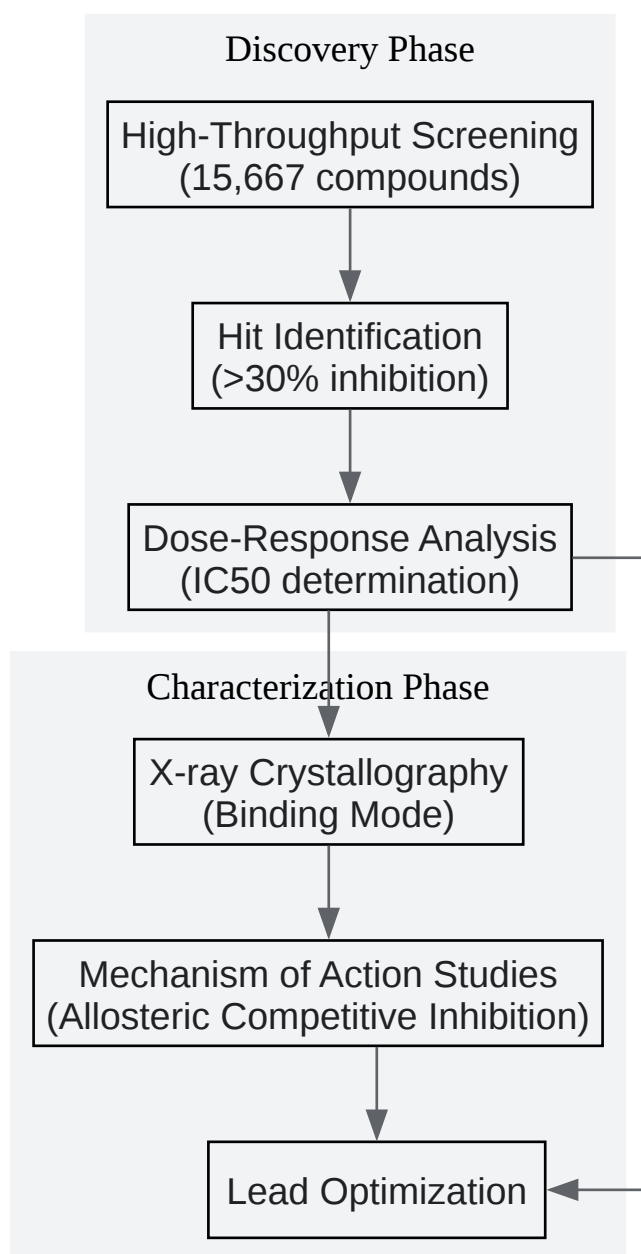 Discovery Phase
High-Throughput Screening
(15,667 compounds)
Hit Identification
(>30% inhibition)
Dose-Response Analysis
(IC50 determination)
Characterization Phase
X-ray Crystallography
(Binding Mode)
Mechanism of Action Studies
(Allosteric Competitive Inhibition)
Lead Optimization